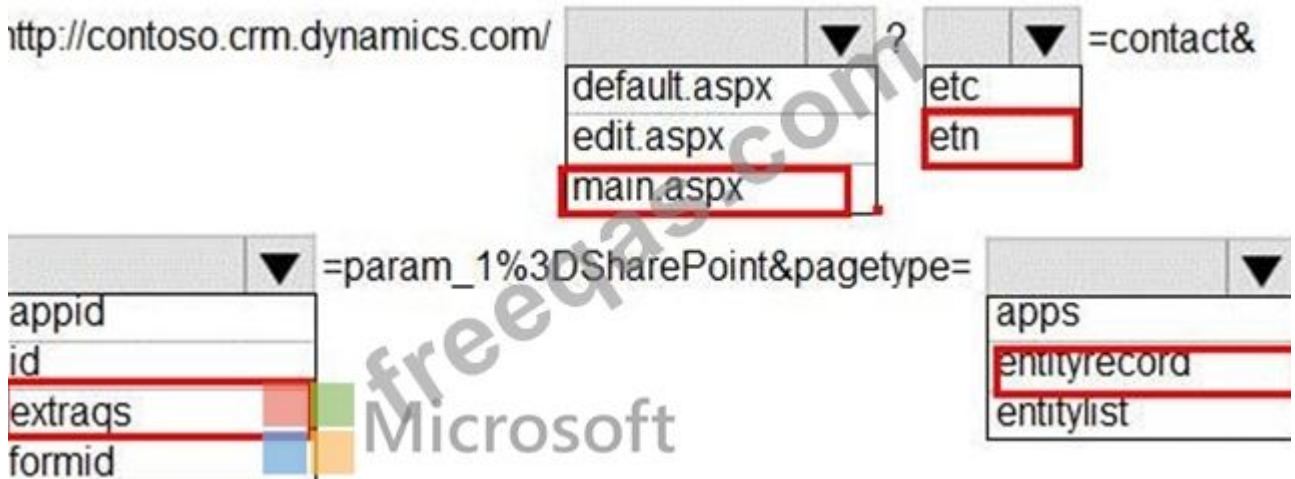 http://contoso.crm.dynamics.com/ ? =contact&
default.aspx
edit.aspx
main.aspx
etc
etn
=param_1%3DSharePoint&pagetype=
appid
id
extraqs
formid
apps
entityrecord
entitylist
freeqas.com
Microsoft